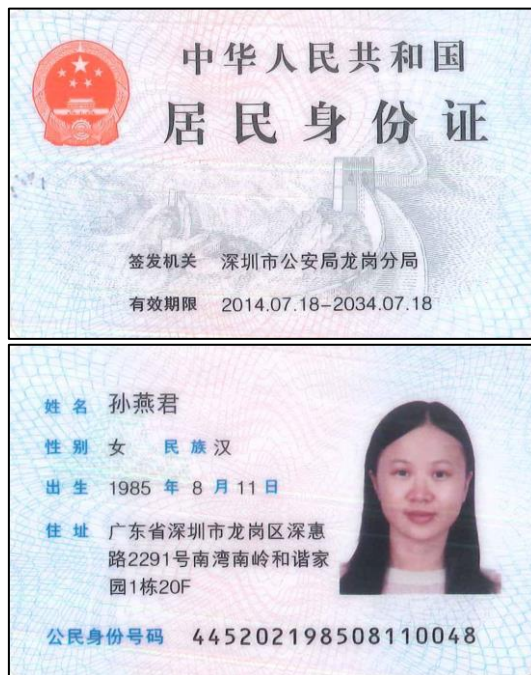 中华人民共和国
居民身份证
签发机关 深圳市公安局龙岗分局
有效期限 2014.07.18-2034.07.18
姓名 孙燕君
性别 女 民族 汉
出生 1985 年 8 月 11 日
住址 广东省深圳市龙岗区深惠
路2291号南湾南岭和谐家
园1栋20F
公民身份号码 445202198508110048